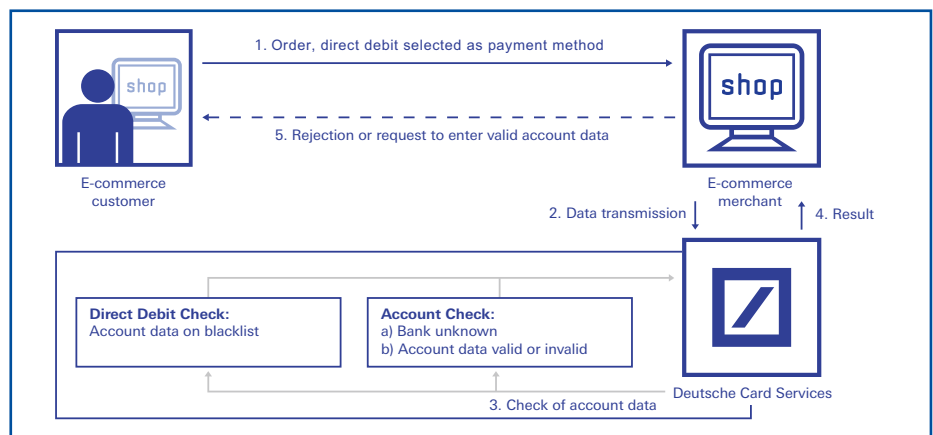 1. Order, direct debit selected as payment method
shop
shop
5. Rejection or request to enter valid account data
E-commerce
customer
E-commerce
merchant
2. Data transmission
4. Result
Direct Debit Check:
Account data on blacklist
Account Check:
a) Bank unknown
b) Account data valid or invalid
Deutsche Card Services
3. Check of account data